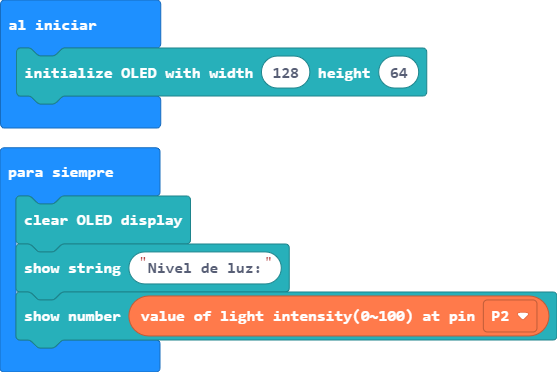 al iniciar
initialize OLED with width 128 height 64
para siempre
clear OLED display
show string "Nivel de luz:"
show number value of light intensity(0~100) at pin P2